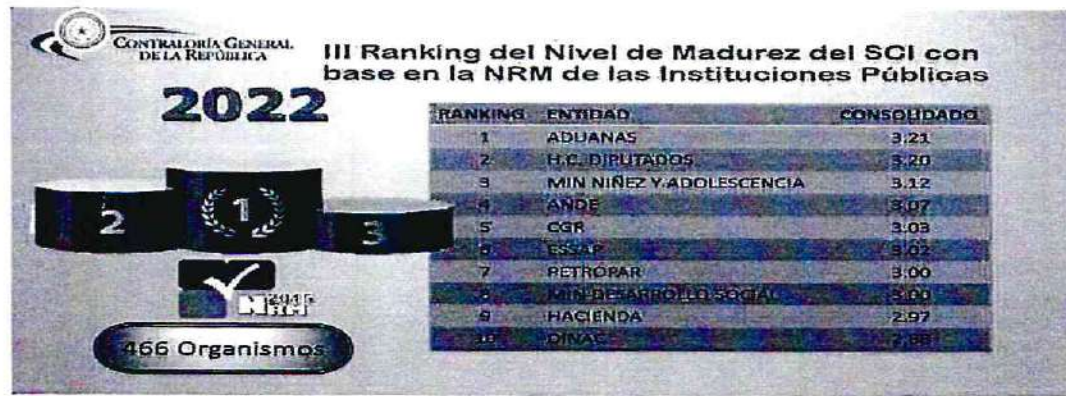 CONTRALORÍA GENERAL
DE LA REPÚBLICA
III Ranking del Nivel de Madurez del SCI con
base en la NRM de las Instituciones Públicas
2022
RANKING ENTIDAD CONSOLIDADO
1 ADUANAS 3.21
2 H.C. DIPUTADOS 3.20
3 MIN NIÑEZ Y ADOLESCENCIA 3.12
4 ANDE 3.07
5 CGR 3.03
6 ESSAP 3.02
7 PETROPAR 3.00
8 MIN DESARROLLO SOCIAL 3.00
9 HACIENDA 2.97
10 DINAC
2 1 3
2015
NRM
466 Organismos